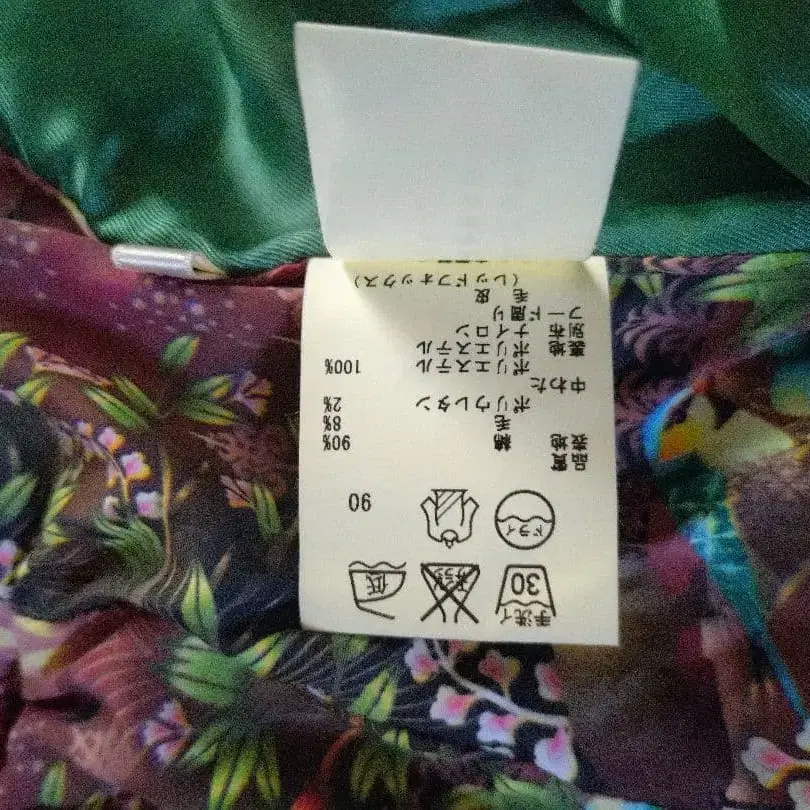 手洗イ
30
低
ドライ
90
品質
表地 綿 90%
毛 8%
ポリウレタン 2%
中わた
ポリエステル 100%
裏地 ポリエステル
別布 ナイロン
フード周り
毛皮
(レッドフォックス)